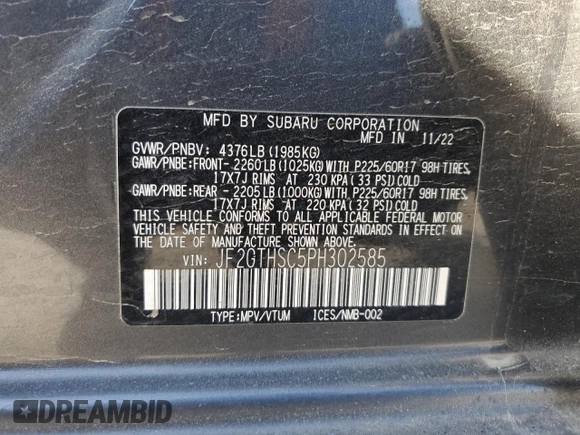 MFD BY SUBARU CORPORATION
MFD IN 11/22
GVWR/PNBV: 4376LB (1985KG)
GAWR/PNBE:FRONT- 2260LB (1025KG) WITH P225/60R17 98H TIRES,
17X7J RIMS AT 230 KPA (33 PSI) COLD
GAWR/PNBE:REAR - 2205LB (1000KG) WITH P225/60R17 98H TIRES,
17X7J RIMS AT 220 KPA (32 PSI) COLD
THIS VEHICLE CONFORMS TO ALL APPLICABLE FEDERAL MOTOR
VEHICLE SAFETY AND THEFT PREVENTION STANDARDS IN EFFECT ON THE
DATE OF MANUFACTURE SHOWN ABOVE.
VIN: JF2GTHSC5PH302585
TYPE:MPV/VTUM ICES/NMB-002
DREAMBID